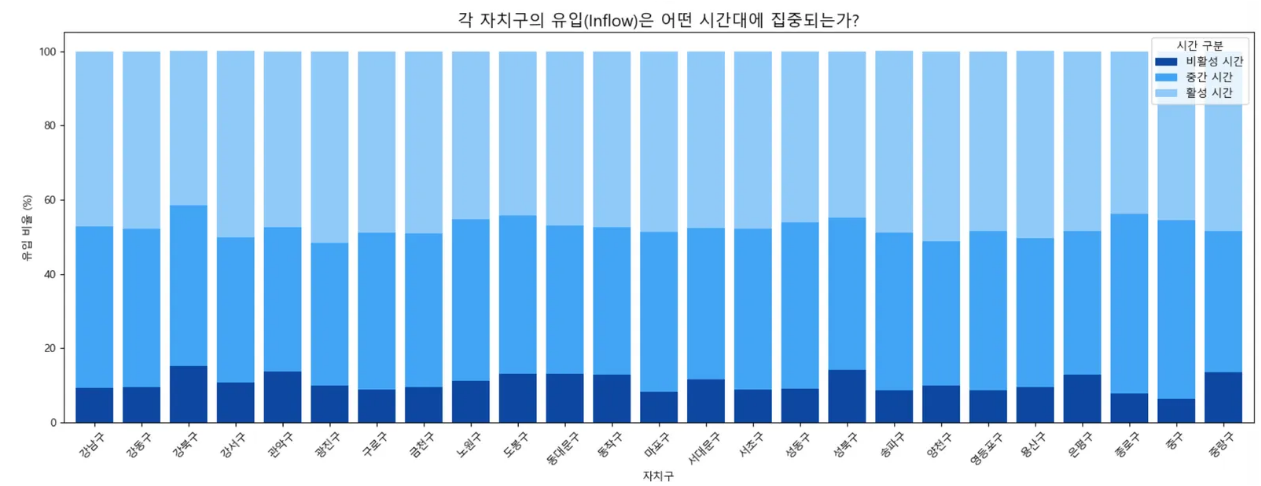 각 자치구의 유입(Inflow)은 어떤 시간대에 집중되는가?
시간 구분
비활성 시간
중간 시간
활성 시간
유입 비율 (%)
100
80
60
40
20
0
강남구 강동구 강북구 강서구 관악구 광진구 구로구 금천구 노원구 도봉구 동대문구 동작구 마포구 서대문구 서초구 성동구 성북구 송파구 양천구 영등포구 용산구 은평구 종로구 중구 중랑구
자치구